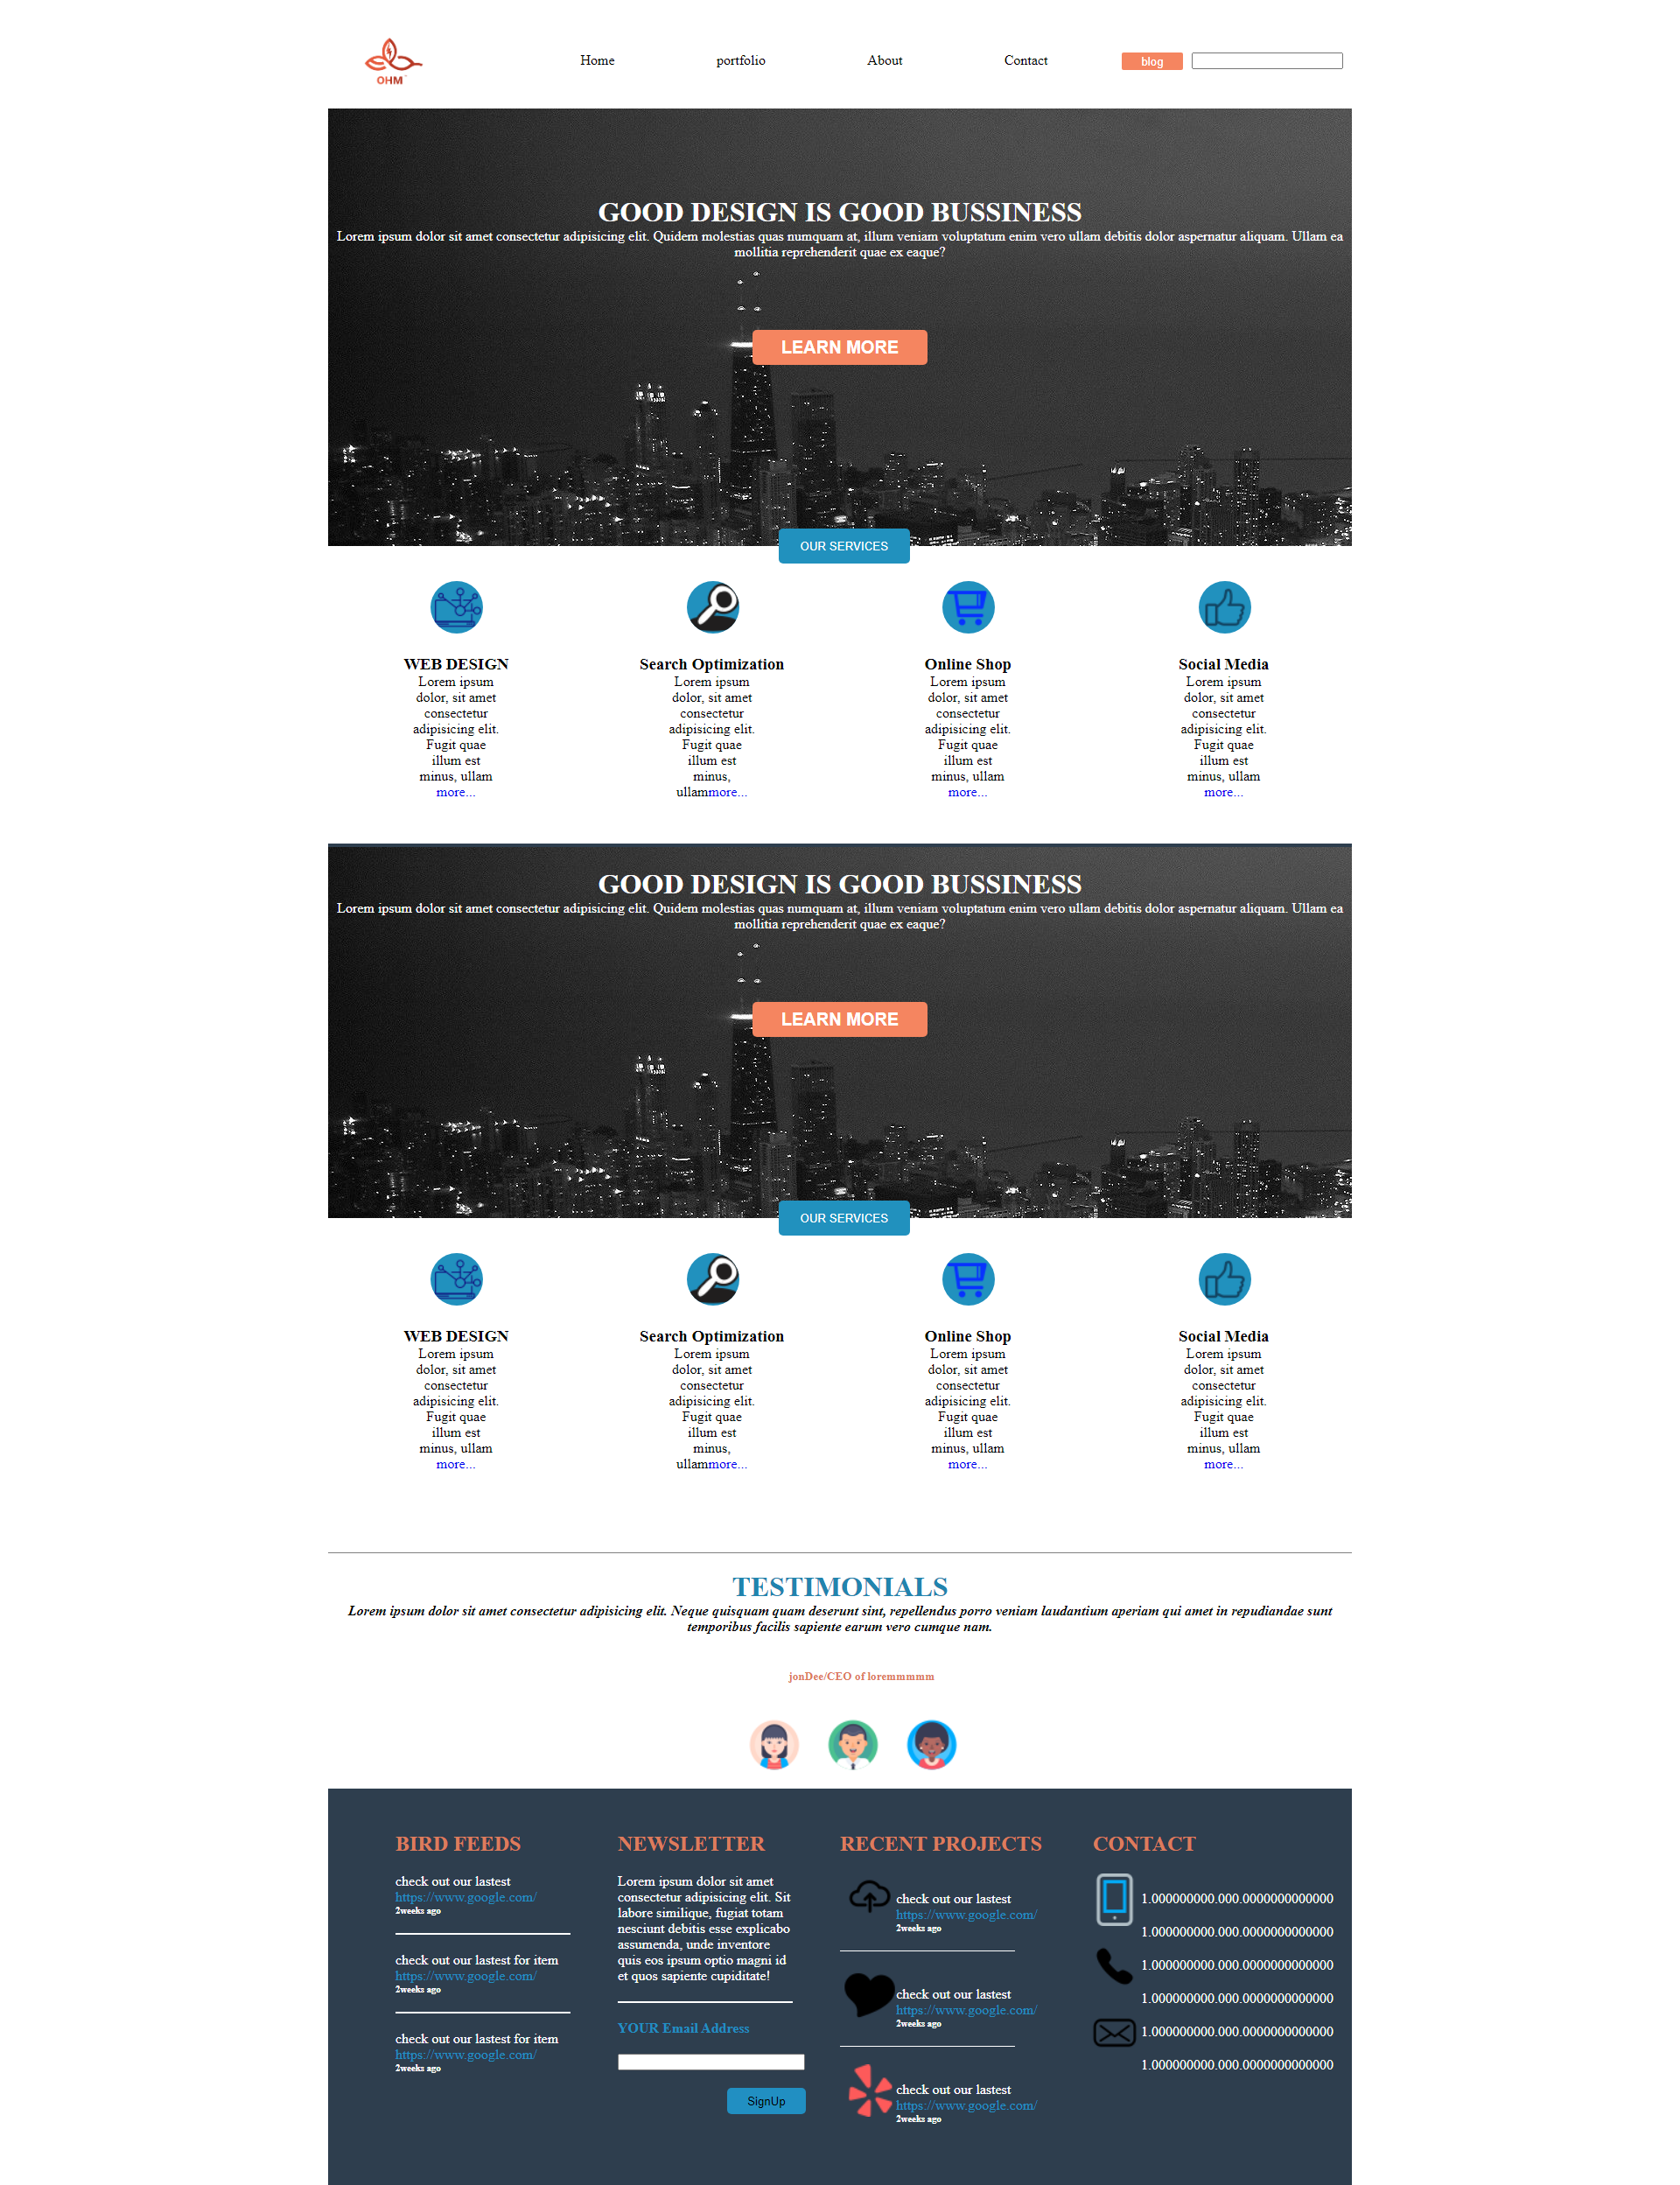 OHM
Home portfolio About Contact blog
GOOD DESIGN IS GOOD BUSSINESS
Lorem ipsum dolor sit amet consectetur adipisicing elit. Quidem molestias quas numquam at, illum veniam voluptatum enim vero ullam debitis dolor aspernatur aliquam. Ullam ea
mollitia reprehenderit quae ex eaque?
LEARN MORE
OUR SERVICES
WEB DESIGN
Lorem ipsum
dolor, sit amet
consectetur
adipisicing elit.
Fugit quae
illum est
minus, ullam
more...
Search Optimization
Lorem ipsum
dolor, sit amet
consectetur
adipisicing elit.
Fugit quae
illum est
minus,
ullammore...
Online Shop
Lorem ipsum
dolor, sit amet
consectetur
adipisicing elit.
Fugit quae
illum est
minus, ullam
more...
Social Media
Lorem ipsum
dolor, sit amet
consectetur
adipisicing elit.
Fugit quae
illum est
minus, ullam
more...
GOOD DESIGN IS GOOD BUSSINESS
Lorem ipsum dolor sit amet consectetur adipisicing elit. Quidem molestias quas numquam at, illum veniam voluptatum enim vero ullam debitis dolor aspernatur aliquam. Ullam ea
mollitia reprehenderit quae ex eaque?
LEARN MORE
OUR SERVICES
WEB DESIGN
Lorem ipsum
dolor, sit amet
consectetur
adipisicing elit.
Fugit quae
illum est
minus, ullam
more...
Search Optimization
Lorem ipsum
dolor, sit amet
consectetur
adipisicing elit.
Fugit quae
illum est
minus,
ullammore...
Online Shop
Lorem ipsum
dolor, sit amet
consectetur
adipisicing elit.
Fugit quae
illum est
minus, ullam
more...
Social Media
Lorem ipsum
dolor, sit amet
consectetur
adipisicing elit.
Fugit quae
illum est
minus, ullam
more...
TESTIMONIALS
Lorem ipsum dolor sit amet consectetur adipisicing elit. Neque quisquam quam deserunt sint, repellendus porro veniam laudantium aperiam qui amet in repudiandae sunt
temporibus facilis sapiente earum vero cumque nam.
jonDee/CEO of loremmmmm
BIRD FEEDS
check out our lastest
https://www.google.com/
2weeks ago
check out our lastest for item
https://www.google.com/
2weeks ago
check out our lastest for item
https://www.google.com/
2weeks ago
NEWSLETTER
Lorem ipsum dolor sit amet
consectetur adipisicing elit. Sit
labore similique, fugiat totam
nesciunt debitis esse explicabo
assumenda, unde inventore
quis eos ipsum optio magni id
et quos sapiente cupiditate!
YOUR Email Address
SignUp
RECENT PROJECTS
check out our lastest
https://www.google.com/
2weeks ago
check out our lastest
https://www.google.com/
2weeks ago
check out our lastest
https://www.google.com/
2weeks ago
CONTACT
1.000000000.000.0000000000000
1.000000000.000.0000000000000
1.000000000.000.0000000000000
1.000000000.000.0000000000000
1.000000000.000.0000000000000
1.000000000.000.0000000000000